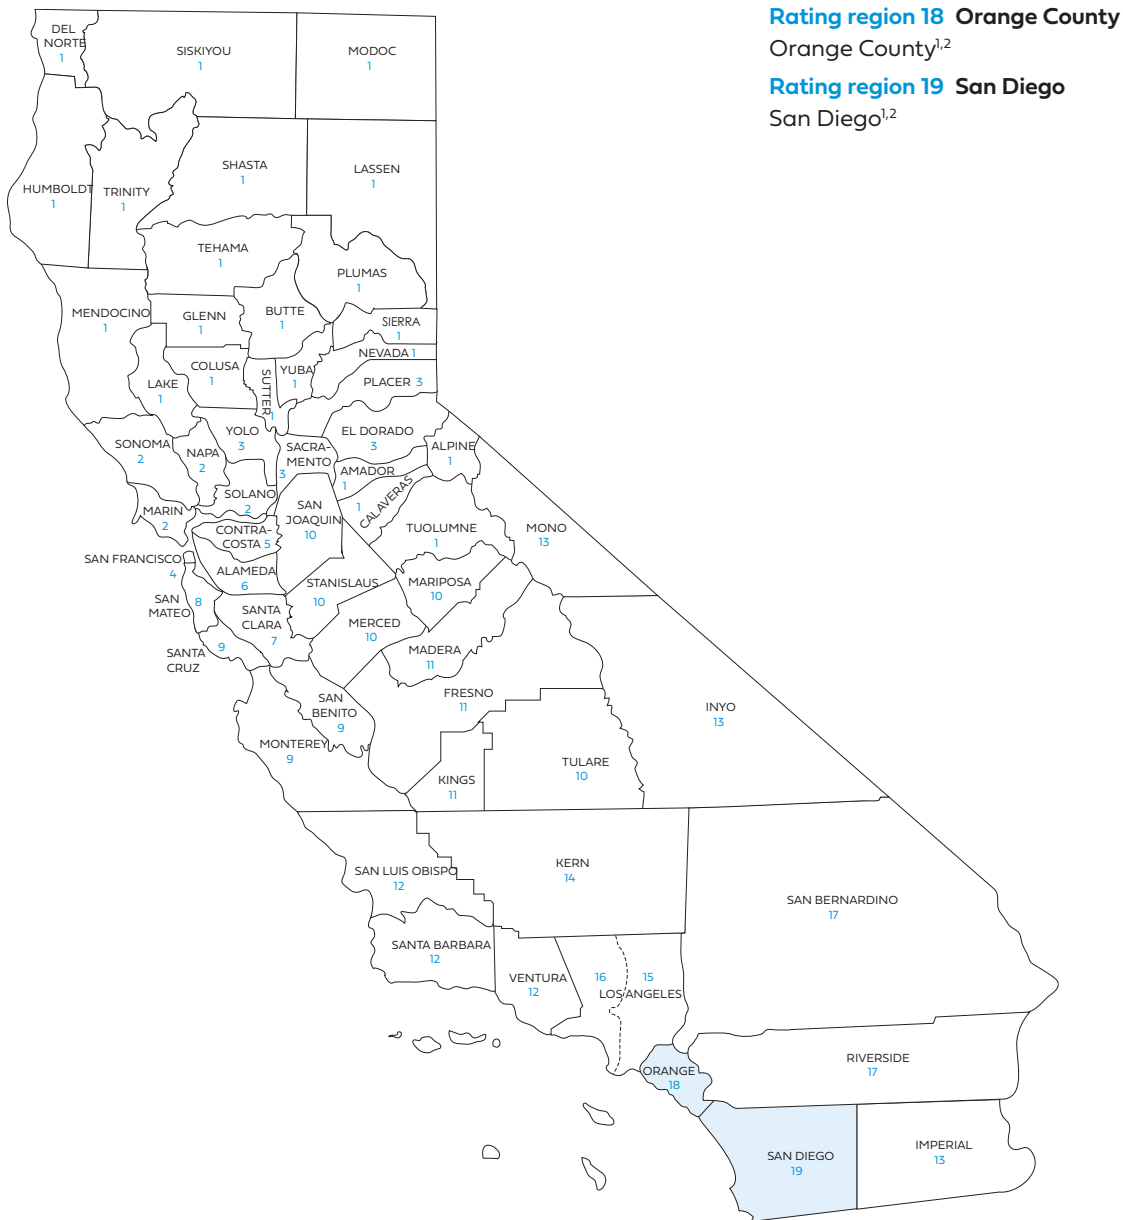 Rating region 18 Orange County
Orange County1,2
Rating region 19 San Diego
San Diego1,2
DEL
NORTE
1
SISKIYOU
1
MODOC
1
HUMBOLDT
1
TRINITY
1
SHASTA
1
LASSEN
1
TEHAMA
1
PLUMAS
1
MENDOCINO
1
GLENN
1
BUTTE
1
SIERRA
1
NEVADA 1
COLUSA
1
SUTTER
1
YUBA
1
PLACER 3
LAKE
1
SONOMA
2
NAPA
2
YOLO
3
SACRA-
MENTO
3
EL DORADO
3
ALPINE
1
AMADOR
1
CALAVERAS
1
MARIN
2
SOLANO
2
SAN
JOAQUIN
10
TUOLUMNE
1
MONO
13
CONTRA-
COSTA 5
SAN FRANCISCO
4
ALAMEDA
6
STANISLAUS
10
MARIPOSA
10
SAN
MATEO
8
SANTA
CLARA
7
MERCED
10
MADERA
11
SANTA
CRUZ
9
FRESNO
11
SAN
BENITO
9
INYO
13
MONTEREY
9
KINGS
11
TULARE
10
SAN LUIS OBISPO
12
KERN
14
SAN BERNARDINO
17
SANTA BARBARA
12
VENTURA
12
16
15
LOS ANGELES
RIVERSIDE
17
ORANGE
18
SAN DIEGO
19
IMPERIAL
13